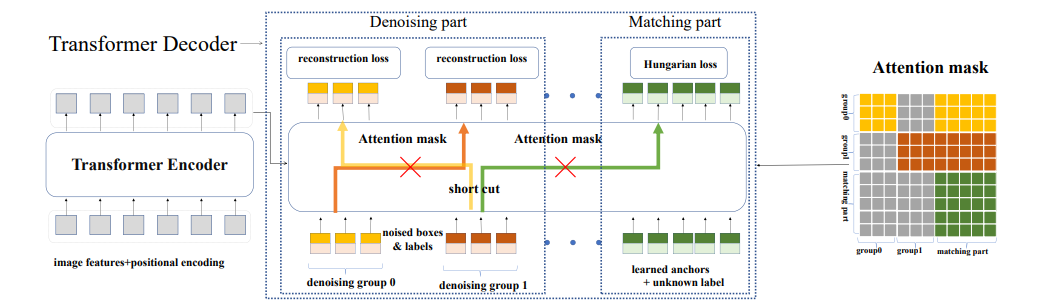 Denoising part
Matching part
Transformer Decoder
reconstruction loss
reconstruction loss
Hungarian loss
Attention mask
Attention mask
Attention mask
Transformer Encoder
short cut
group0
group1
matching part
noised boxes
& labels
image features+positional encoding
denoising group 0
denoising group 1
learned anchors
+ unknown label
group0
group1
matching part